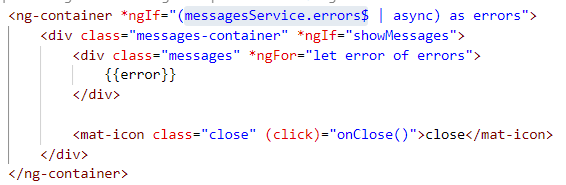 <ng-container *ngIf="(messagesService.errors$ | async) as errors">
<div class="messages-container" *ngIf="showMessages">
<div class="messages" *ngFor="let error of errors">
{{error}}
</div>
<mat-icon class="close" (click)="onClose()">close</mat-icon>
</div>
</ng-container>